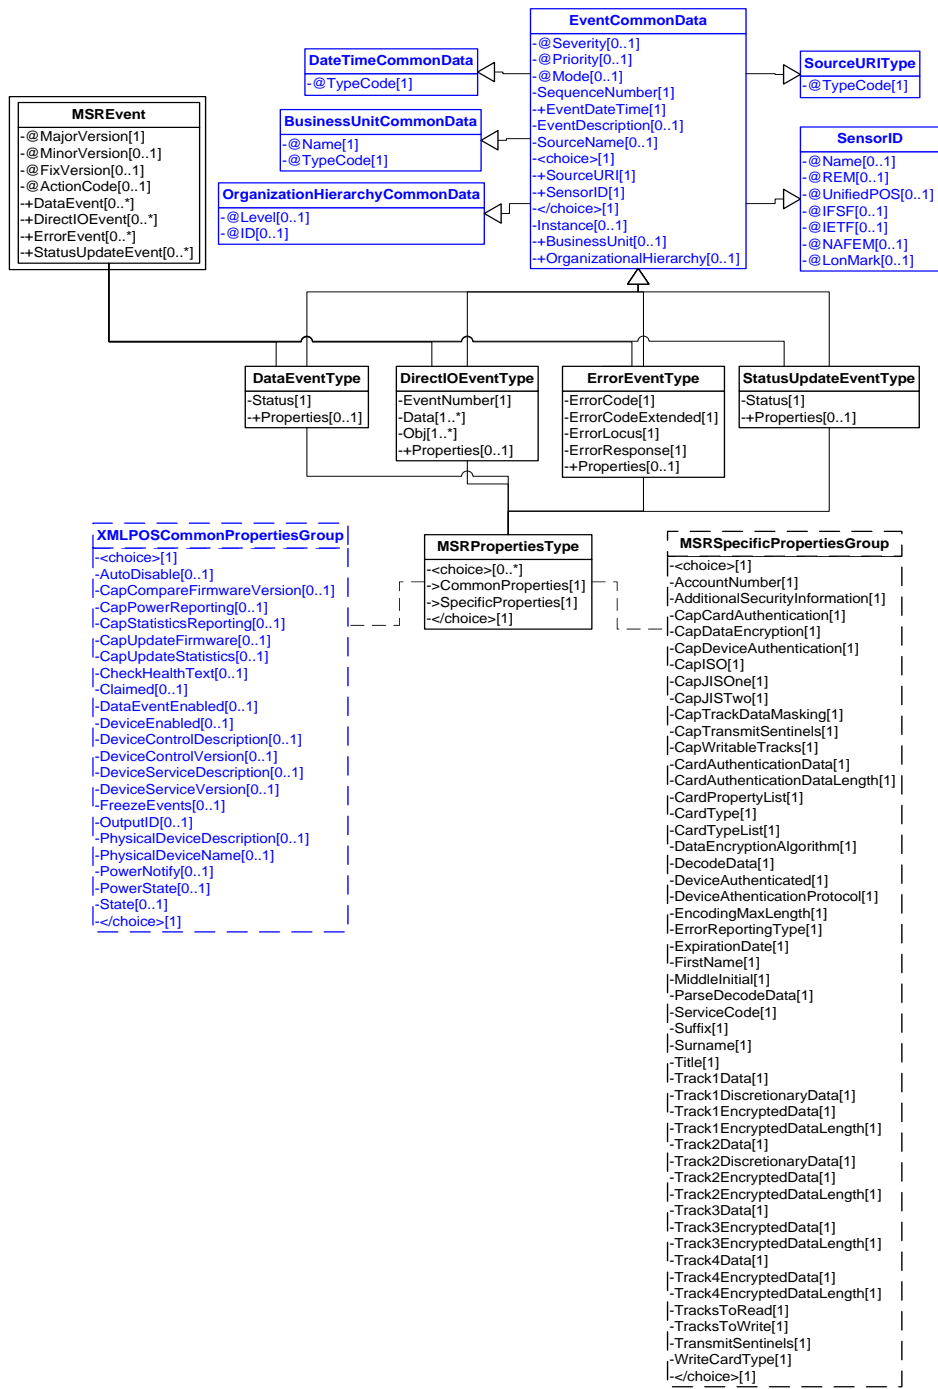 EventCommonData
-@Severity[0..1]
-@Priority[0..1]
-@Mode[0..1]
-SequenceNumber[1]
-+EventDateTime[1]
-EventDescription[0..1]
-SourceName[0..1]
-<choice>[1]
-+SourceURI[1]
-+SensorID[1]
-</choice>[1]
-Instance[0..1]
-+BusinessUnit[0..1]
-+OrganizationalHierarchy[0..1]
DateTimeCommonData
-@TypeCode[1]
SourceURIType
-@TypeCode[1]
MSREvent
-@MajorVersion[1]
-@MinorVersion[0..1]
-@FixVersion[0..1]
-@ActionCode[0..1]
-+DataEvent[0..*]
-+DirectIOEvent[0..*]
-+ErrorEvent[0..*]
-+StatusUpdateEvent[0..*]
BusinessUnitCommonData
-@Name[1]
-@TypeCode[1]
SensorID
-@Name[0..1]
-@REM[0..1]
-@UnifiedPOS[0..1]
-@IFSF[0..1]
-@IETF[0..1]
-@NAFEM[0..1]
-@LonMark[0..1]
OrganizationHierarchyCommonData
-@Level[0..1]
-@ID[0..1]
DataEventType
-Status[1]
-+Properties[0..1]
DirectIOEventType
-EventNumber[1]
-Data[1..*]
-Obj[1..*]
-+Properties[0..1]
ErrorEventType
-ErrorCode[1]
-ErrorCodeExtended[1]
-ErrorLocus[1]
-ErrorResponse[1]
-+Properties[0..1]
StatusUpdateEventType
-Status[1]
-+Properties[0..1]
XMLPOSCommonPropertiesGroup
-<choice>[1]
-AutoDisable[0..1]
-CapCompareFirmwareVersion[0..1]
-CapPowerReporting[0..1]
-CapStatisticsReporting[0..1]
-CapUpdateFirmware[0..1]
-CapUpdateStatistics[0..1]
-CheckHealthText[0..1]
-Claimed[0..1]
-DataEventEnabled[0..1]
-DeviceEnabled[0..1]
-DeviceControlDescription[0..1]
-DeviceControlVersion[0..1]
-DeviceServiceDescription[0..1]
-DeviceServiceVersion[0..1]
-FreezeEvents[0..1]
-OutputID[0..1]
-PhysicalDeviceDescription[0..1]
-PhysicalDeviceName[0..1]
-PowerNotify[0..1]
-PowerState[0..1]
-State[0..1]
-</choice>[1]
MSRPropertiesType
-<choice>[0..*]
->CommonProperties[1]
->SpecificProperties[1]
-</choice>[1]
MSRSpecificPropertiesGroup
-<choice>[1]
-AccountNumber[1]
-AdditionalSecurityInformation[1]
-CapCardAuthentication[1]
-CapDataEncryption[1]
-CapDeviceAuthentication[1]
-CapISO[1]
-CapJISOne[1]
-CapJISTwo[1]
-CapTrackDataMasking[1]
-CapTransmitSentinels[1]
-CapWritableTracks[1]
-CardAuthenticationData[1]
-CardAuthenticationDataLength[1]
-CardPropertyList[1]
-CardType[1]
-CardTypeList[1]
-DataEncryptionAlgorithm[1]
-DecodeData[1]
-DeviceAuthenticated[1]
-DeviceAthenticationProtocol[1]
-EncodingMaxLength[1]
-ErrorReportingType[1]
-ExpirationDate[1]
-FirstName[1]
-MiddleInitial[1]
-ParseDecodeData[1]
-ServiceCode[1]
-Suffix[1]
-Surname[1]
-Title[1]
-Track1Data[1]
-Track1DiscretionaryData[1]
-Track1EncryptedData[1]
-Track1EncryptedDataLength[1]
-Track2Data[1]
-Track2DiscretionaryData[1]
-Track2EncryptedData[1]
-Track2EncryptedDataLength[1]
-Track3Data[1]
-Track3EncryptedData[1]
-Track3EncryptedDataLength[1]
-Track4Data[1]
-Track4EncryptedData[1]
-Track4EncryptedDataLength[1]
-TracksToRead[1]
-TracksToWrite[1]
-TransmitSentinels[1]
-WriteCardType[1]
-</choice>[1]